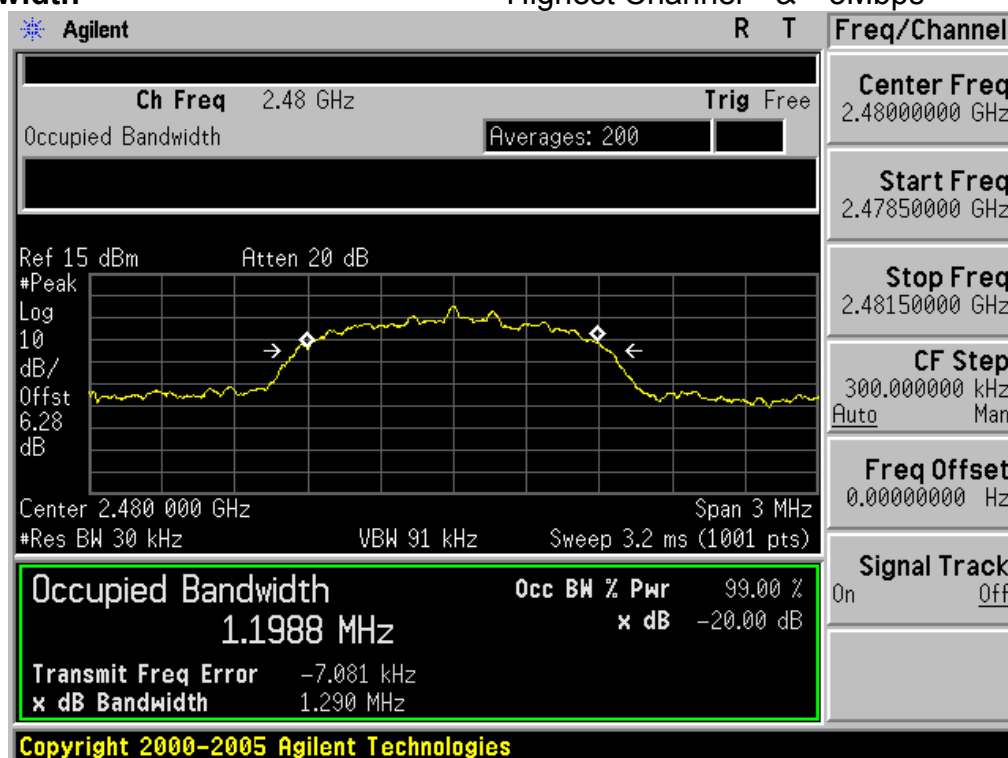 Agilent R T
Ch Freq 2.48 GHz Trig Free
Occupied Bandwidth Averages: 200
Ref 15 dBm Atten 20 dB
#Peak
Log
10
dB/
Offst
6.28
dB
Center 2.480 000 GHz Span 3 MHz
#Res BW 30 kHz VBW 91 kHz Sweep 3.2 ms (1001 pts)
Occupied Bandwidth
1.1988 MHz
Occ BW % Pwr 99.00 %
x dB -20.00 dB
Transmit Freq Error -7.081 kHz
x dB Bandwidth 1.290 MHz
Copyright 2000-2005 Agilent Technologies
Freq/Channel
Center Freq
2.48000000 GHz
Start Freq
2.47850000 GHz
Stop Freq
2.48150000 GHz
CF Step
300.000000 kHz
Auto Man
Freq Offset
0.00000000 Hz
Signal Track
On Off